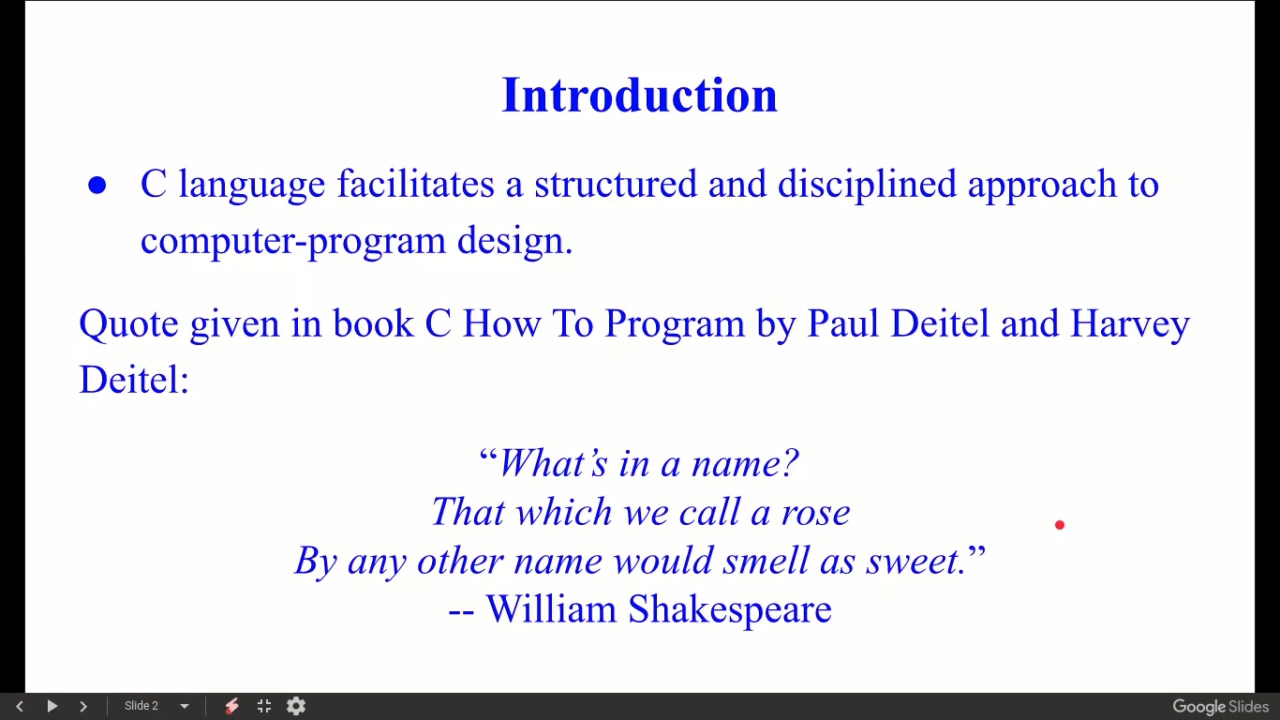 Introduction
● C language facilitates a structured and disciplined approach to
computer-program design.
Quote given in book C How To Program by Paul Deitel and Harvey
Deitel:
“What’s in a name?
That which we call a rose
By any other name would smell as sweet.”
-- William Shakespeare
Slide 2
Google Slides